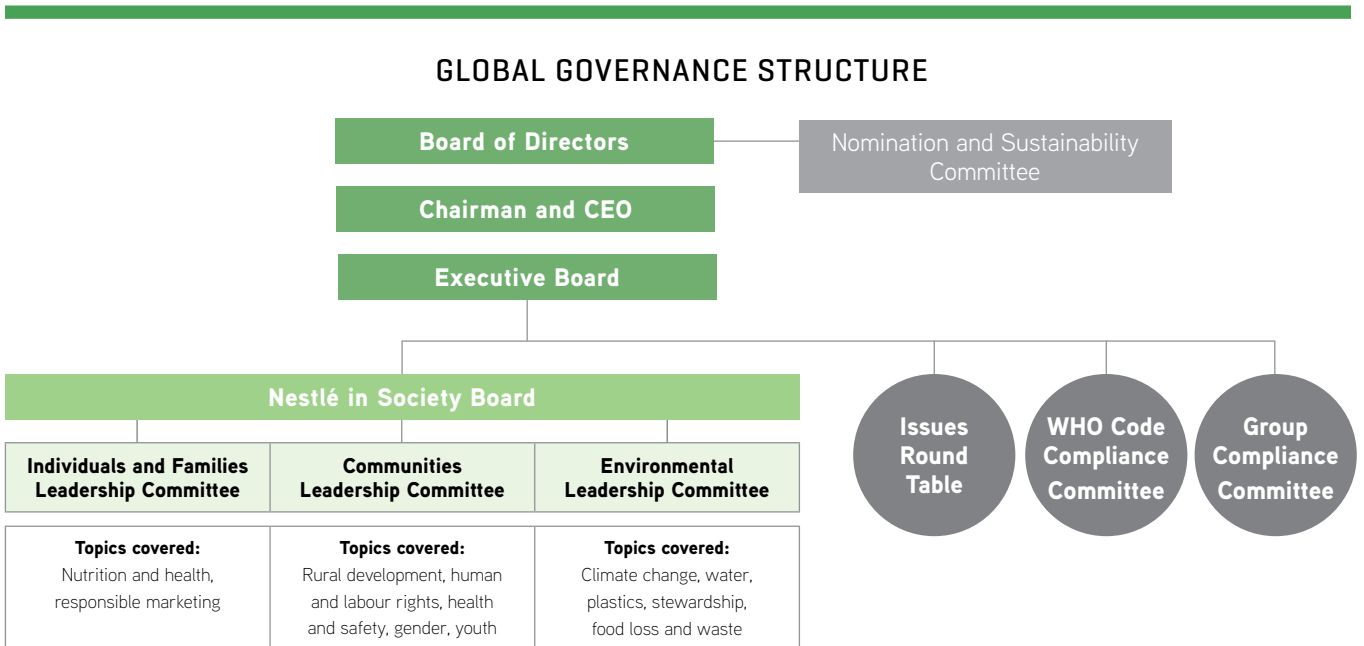 GLOBAL GOVERNANCE STRUCTURE
Board of Directors
Nomination and Sustainability
Committee
Chairman and CEO
Executive Board
Nestlé in Society Board
Individuals and Families
Leadership Committee
Communities
Leadership Committee
Environmental
Leadership Committee
Issues
Round
Table
WHO Code
Compliance
Committee
Group
Compliance
Committee
Topics covered:
Nutrition and health,
responsible marketing
Topics covered:
Rural development, human
and labour rights, health
and safety, gender, youth
Topics covered:
Climate change, water,
plastics, stewardship,
food loss and waste